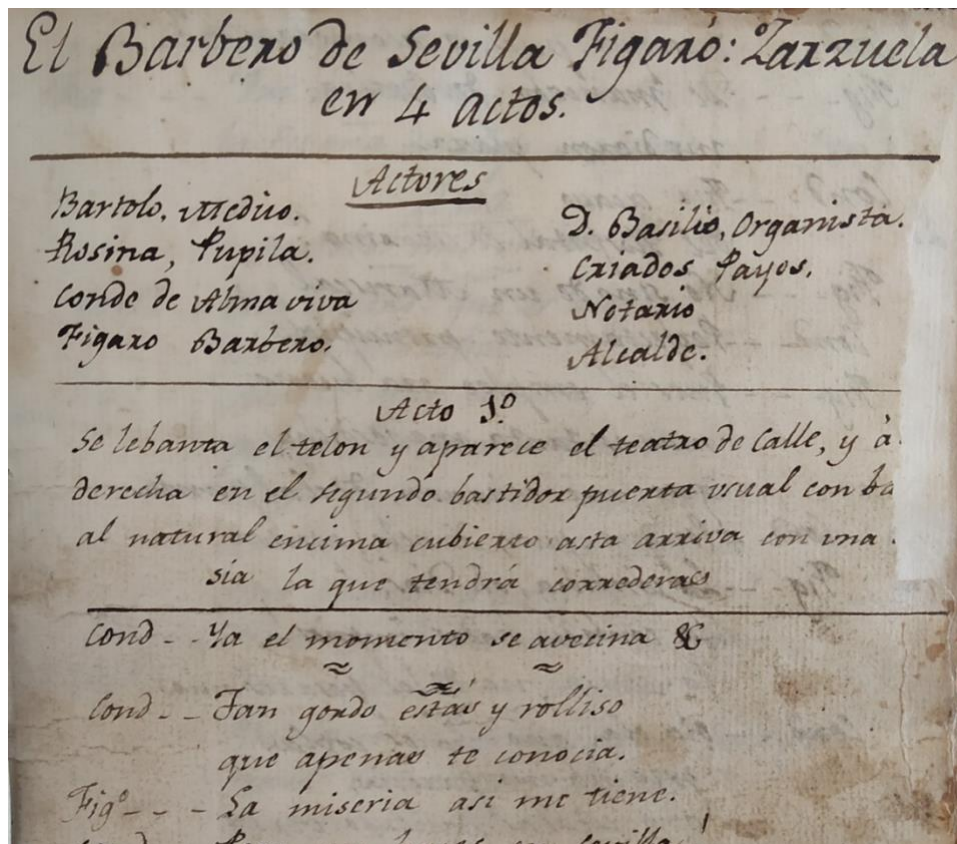 El Barbero de Sevilla Figaró: Zarzuela
en 4 Actos.
Actores
Bartolo, Medico.
Rosina, Pupila.
Conde de Alma viva
Figaro Barbero.
D. Basilio, Organista.
Criados Payos.
Notario
Alcalde.
Acto 1º
Se lebanta el telon y aparece el teatro de Calle, y à
derecha en el segundo bastidor puerta usual con ba
al natural encima cubierto asta arriva con una
sia la que tendrá correderas
Cond - - Ya el momento se avecina &
Cond - - Tan gordo estás y rolliso
que apenas te conocia.
Figº - - - La miseria asi me tiene.